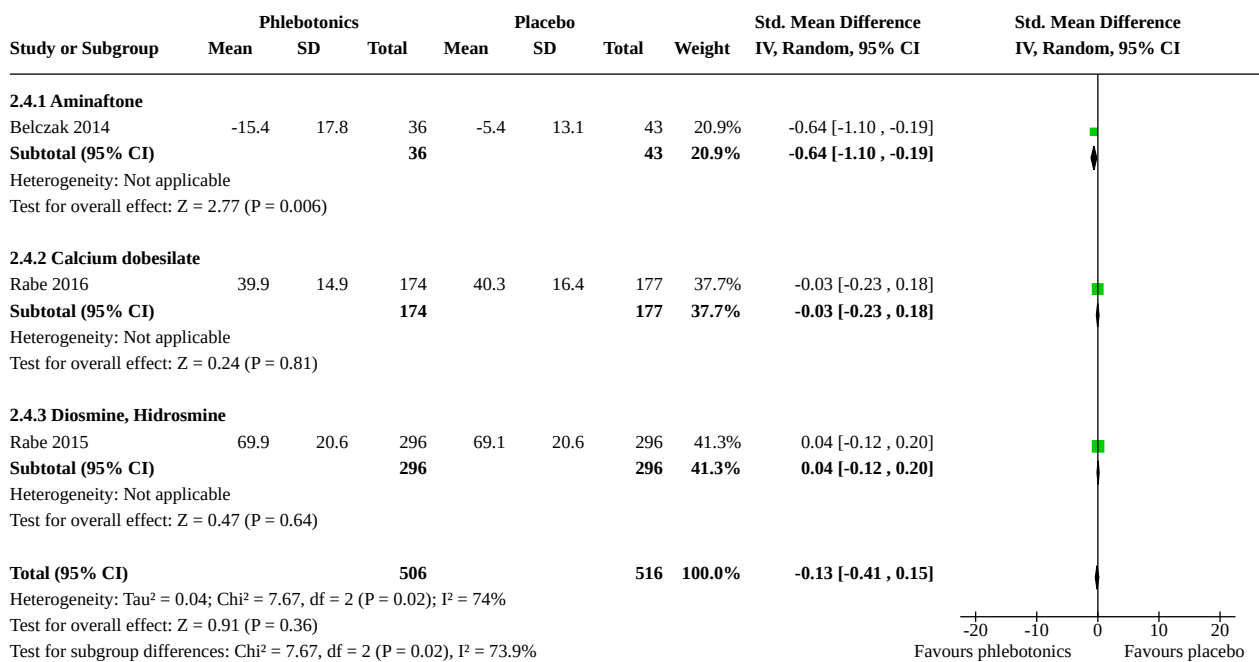 Phlebotonics Placebo Std. Mean Difference Std. Mean Difference
Study or Subgroup Mean SD Total Mean SD Total Weight IV, Random, 95% CI IV, Random, 95% CI
2.4.1 Aminaftone
Belczak 2014 -15.4 17.8 36 -5.4 13.1 43 20.9% -0.64 [-1.10 , -0.19]
Subtotal (95% CI) 36 43 20.9% -0.64 [-1.10 , -0.19]
Heterogeneity: Not applicable
Test for overall effect: Z = 2.77 (P = 0.006)
2.4.2 Calcium dobesilate
Rabe 2016 39.9 14.9 174 40.3 16.4 177 37.7% -0.03 [-0.23 , 0.18]
Subtotal (95% CI) 174 177 37.7% -0.03 [-0.23 , 0.18]
Heterogeneity: Not applicable
Test for overall effect: Z = 0.24 (P = 0.81)
2.4.3 Diosmine, Hidrosmine
Rabe 2015 69.9 20.6 296 69.1 20.6 296 41.3% 0.04 [-0.12 , 0.20]
Subtotal (95% CI) 296 296 41.3% 0.04 [-0.12 , 0.20]
Heterogeneity: Not applicable
Test for overall effect: Z = 0.47 (P = 0.64)
Total (95% CI) 506 516 100.0% -0.13 [-0.41 , 0.15]
Heterogeneity: Tau² = 0.04; Chi² = 7.67, df = 2 (P = 0.02); I² = 74%
Test for overall effect: Z = 0.91 (P = 0.36)
-20 -10 0 10 20
Test for subgroup differences: Chi² = 7.67, df = 2 (P = 0.02), I² = 73.9% Favours phlebotonics Favours placebo